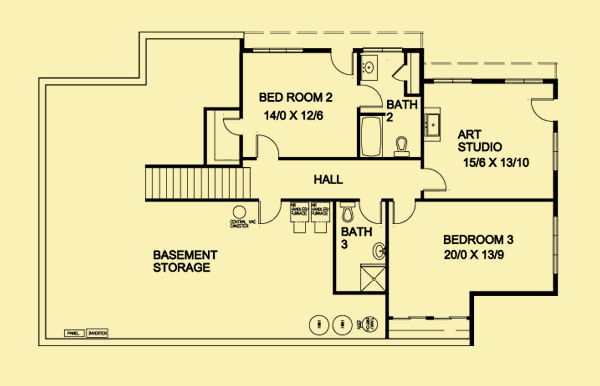 BED ROOM 2
14/0 X 12/6
BATH
2
ART
STUDIO
15/6 X 13/10
HALL
AIR
HANDLER/
FURNACE
AIR
HANDLER/
FURNACE
CENTRAL VAC
CANISTER
BATH
3
BEDROOM 3
20/0 X 13/9
BASEMENT
STORAGE
PANEL
INVERTER